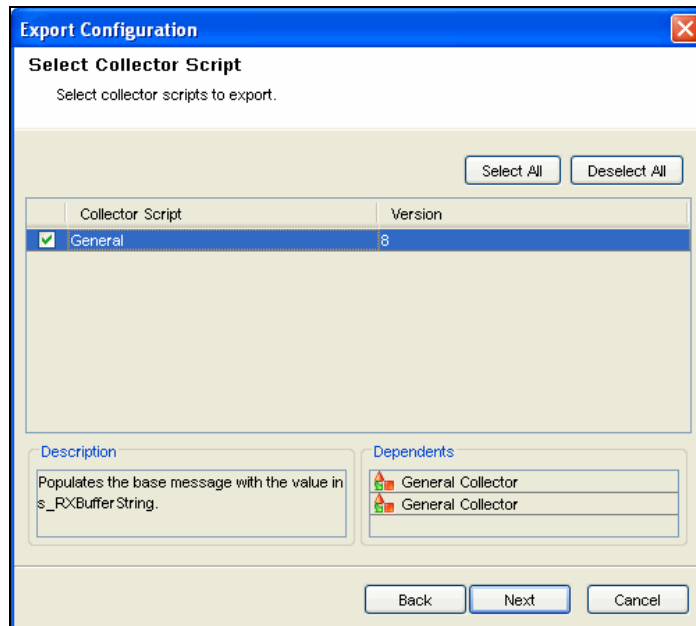 Export Configuration
Select Collector Script
Select collector scripts to export.
Select All Deselect All
Collector Script Version
General 8
Description Dependents
Populates the base message with the value in
s_RXBufferString.
General Collector
General Collector
Back Next Cancel